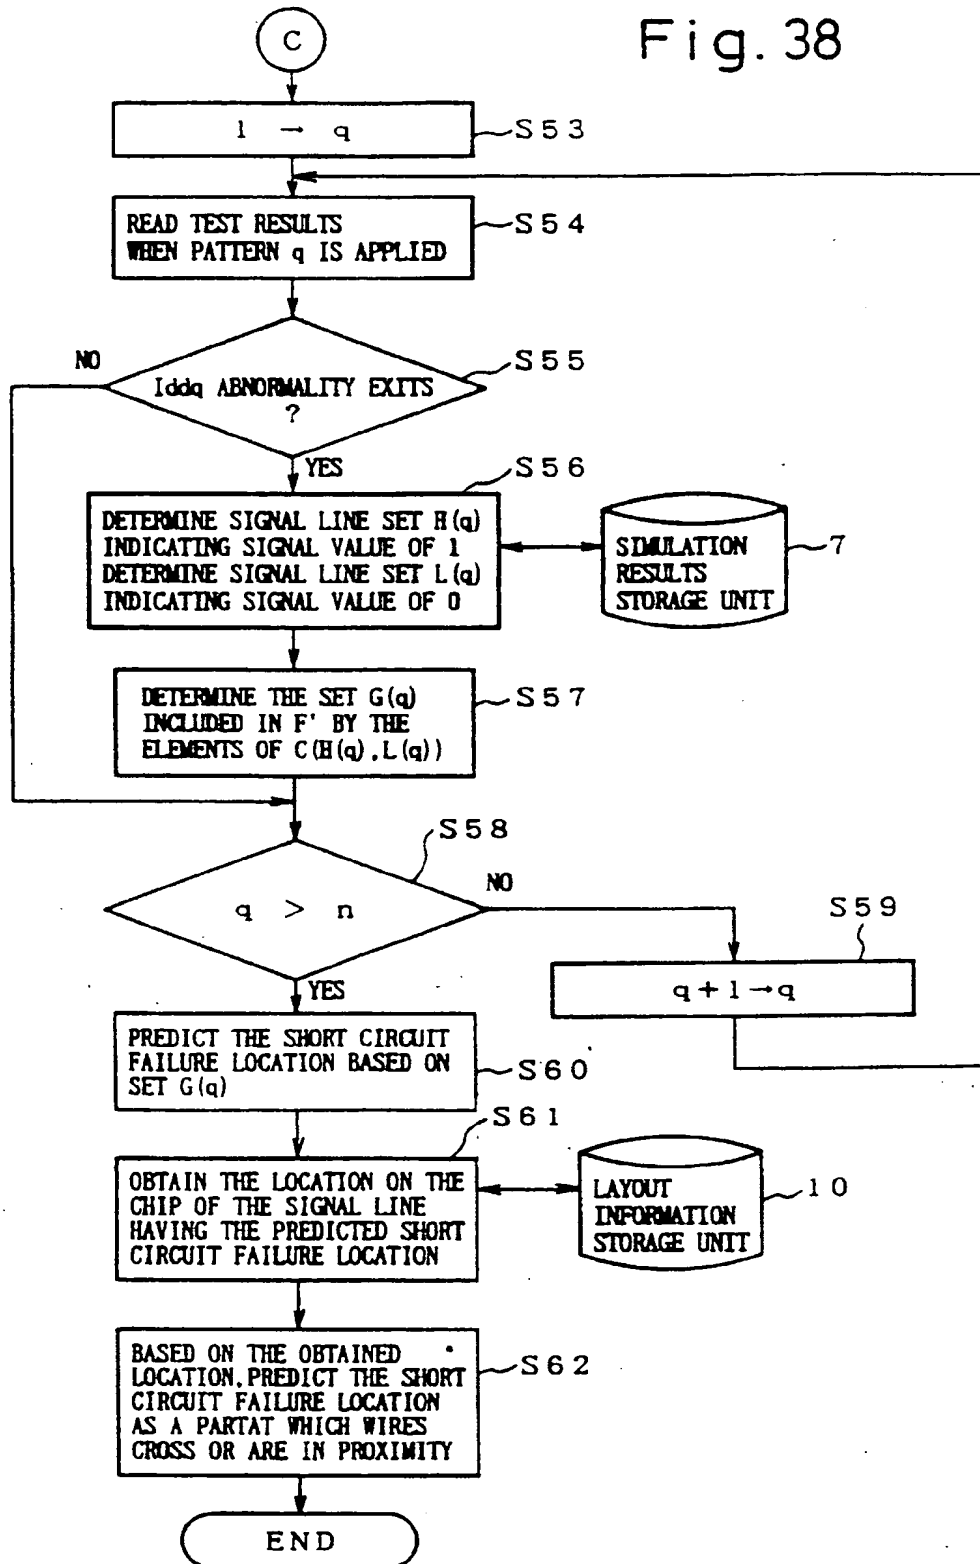 Fig. 38
C
1 → q
S53
READ TEST RESULTS
WHEN PATTERN q IS APPLIED
S54
NO
Iddq ABNORMALITY EXITS
?
S55
YES
S56
DETERMINE SIGNAL LINE SET H(q)
INDICATING SIGNAL VALUE OF 1
DETERMINE SIGNAL LINE SET L(q)
INDICATING SIGNAL VALUE OF 0
SIMULATION
RESULTS
STORAGE UNIT
7
DETERMINE THE SET G(q)
INCLUDED IN F' BY THE
ELEMENTS OF C(H(q),L(q))
S57
S58
q > n
NO
S59
q+1→q
YES
PREDICT THE SHORT CIRCUIT
FAILURE LOCATION BASED ON
SET G(q)
S60
S61
OBTAIN THE LOCATION ON THE
CHIP OF THE SIGNAL LINE
HAVING THE PREDICTED SHORT
CIRCUIT FAILURE LOCATION
LAYOUT
INFORMATION
STORAGE UNIT
10
BASED ON THE OBTAINED
LOCATION,PREDICT THE SHORT
CIRCUIT FAILURE LOCATION
AS A PARTAT WHICH WIRES
CROSS OR ARE IN PROXIMITY
S62
END